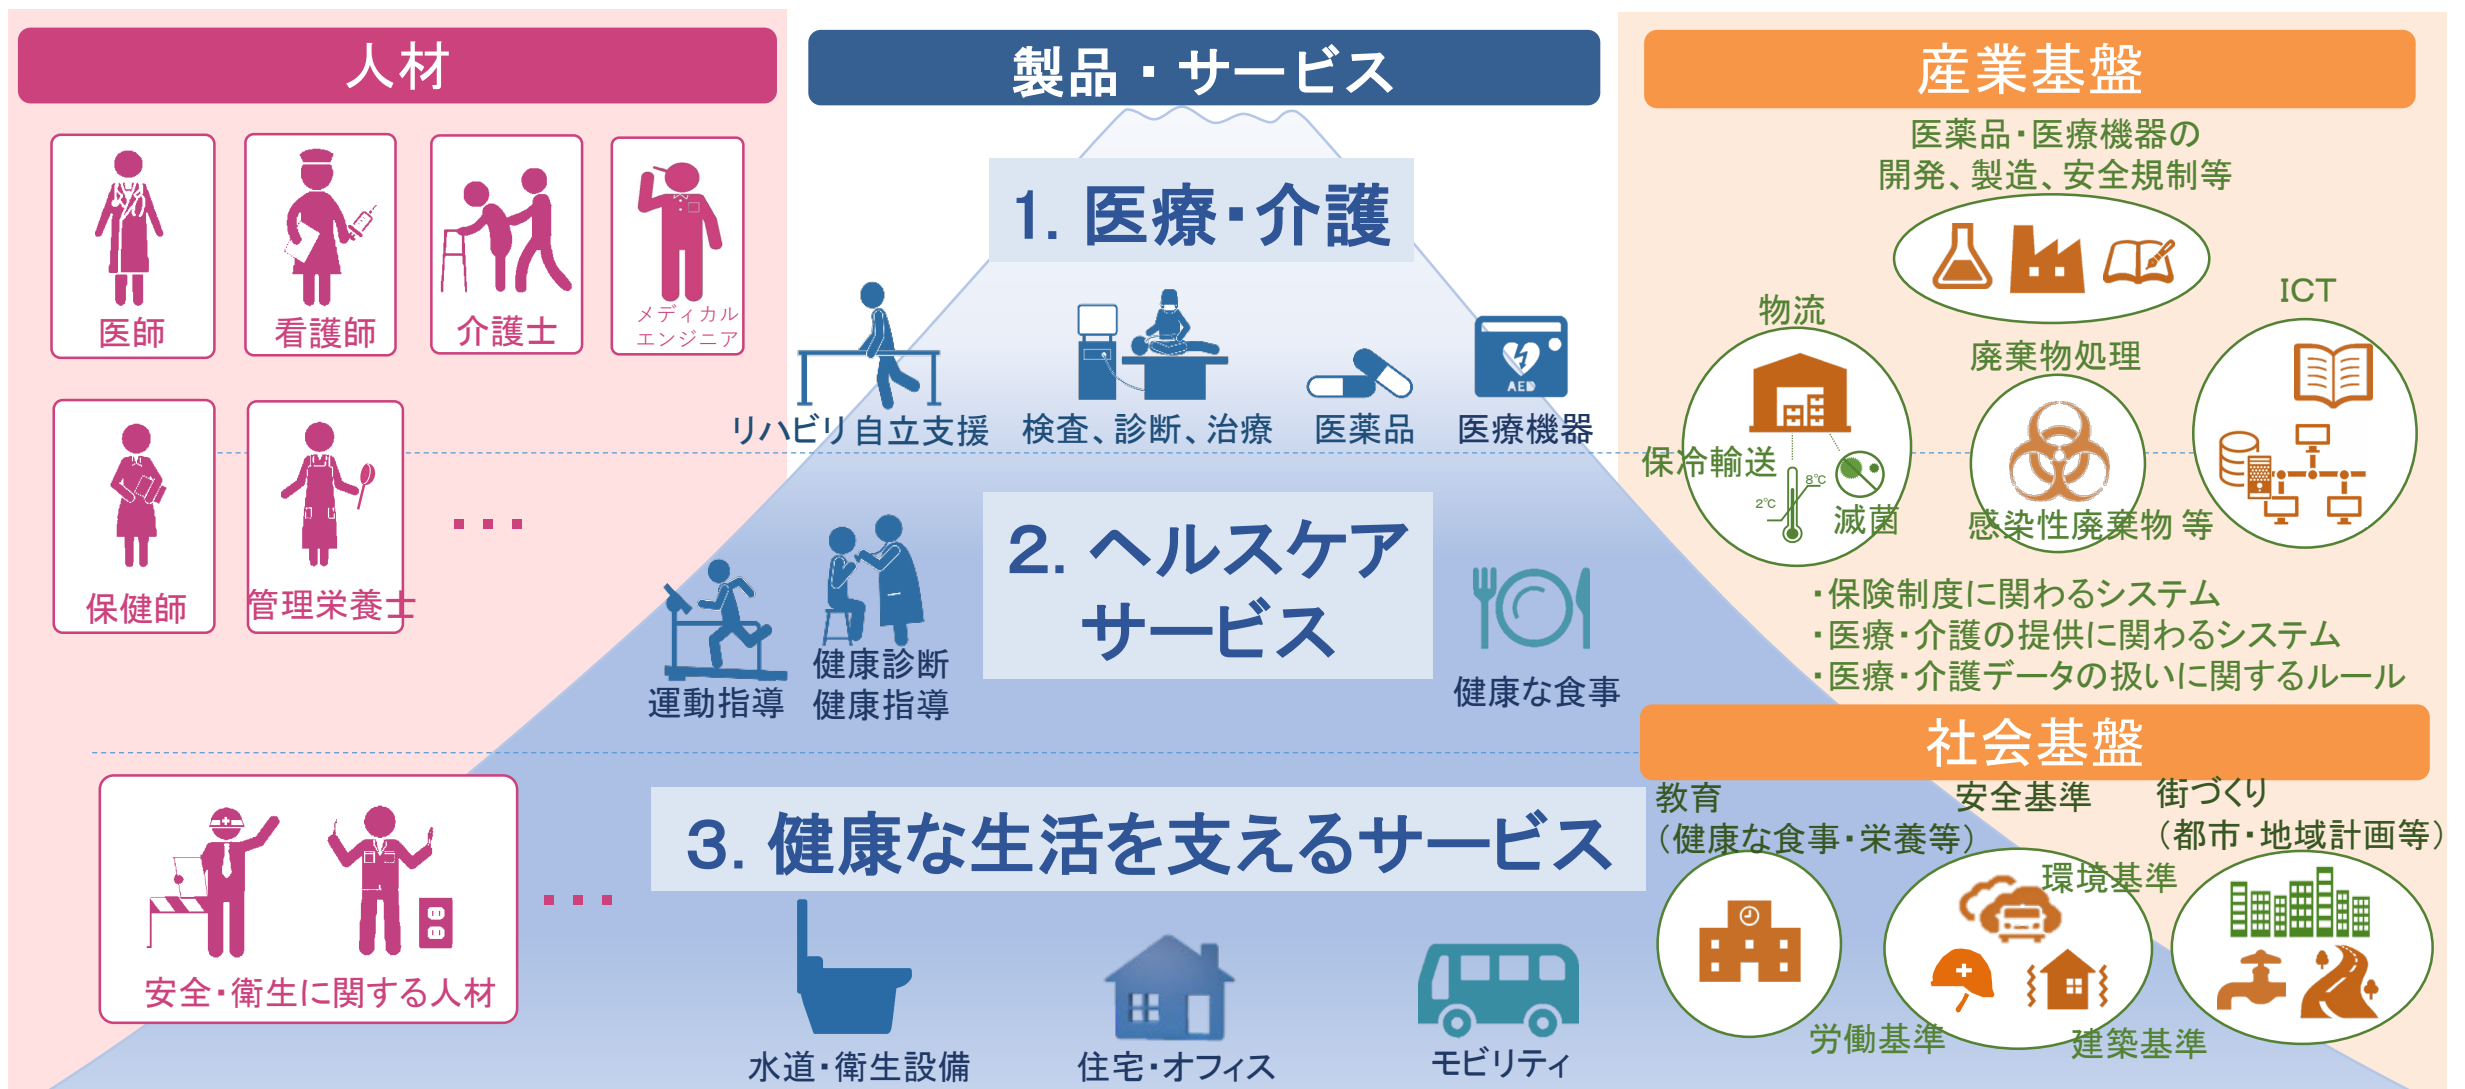 人材
医師
看護師
介護士
メディカル
エンジニア
保健師
管理栄養士
...
安全・衛生に関する人材
...
製品・サービス
1. 医療・介護
リハビリ自立支援
検査、診断、治療
医薬品
AED
医療機器
2. ヘルスケア
サービス
運動指導
健康診断
健康指導
健康な食事
3. 健康な生活を支えるサービス
水道・衛生設備
住宅・オフィス
モビリティ
産業基盤
医薬品・医療機器の
開発、製造、安全規制等
物流
保冷輸送
2℃
8℃
滅菌
廃棄物処理
感染性廃棄物 等
ICT
・保険制度に関わるシステム
・医療・介護の提供に関わるシステム
・医療・介護データの扱いに関するルール
社会基盤
教育
（健康な食事・栄養等）
安全基準
環境基準
労働基準
建築基準
街づくり
（都市・地域計画等）